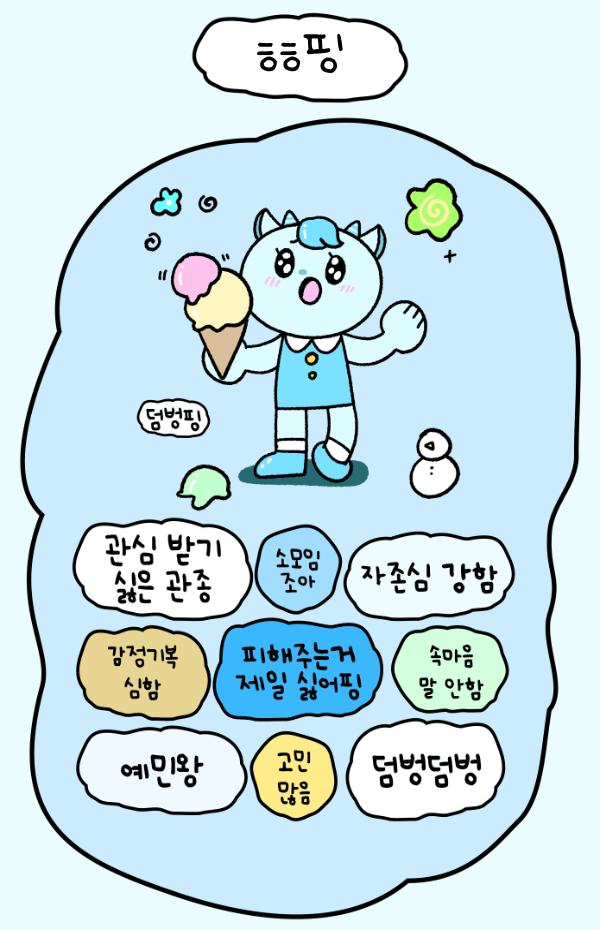 ㅎㅎ핑
덤벙핑
관심 받기
싫은 관종
소모임
조아
자존심 강함
감정기복
심함
피해주는거
제일 싫어핑
속마음
말 안함
예민왕
고민
많음
덤벙덤벙